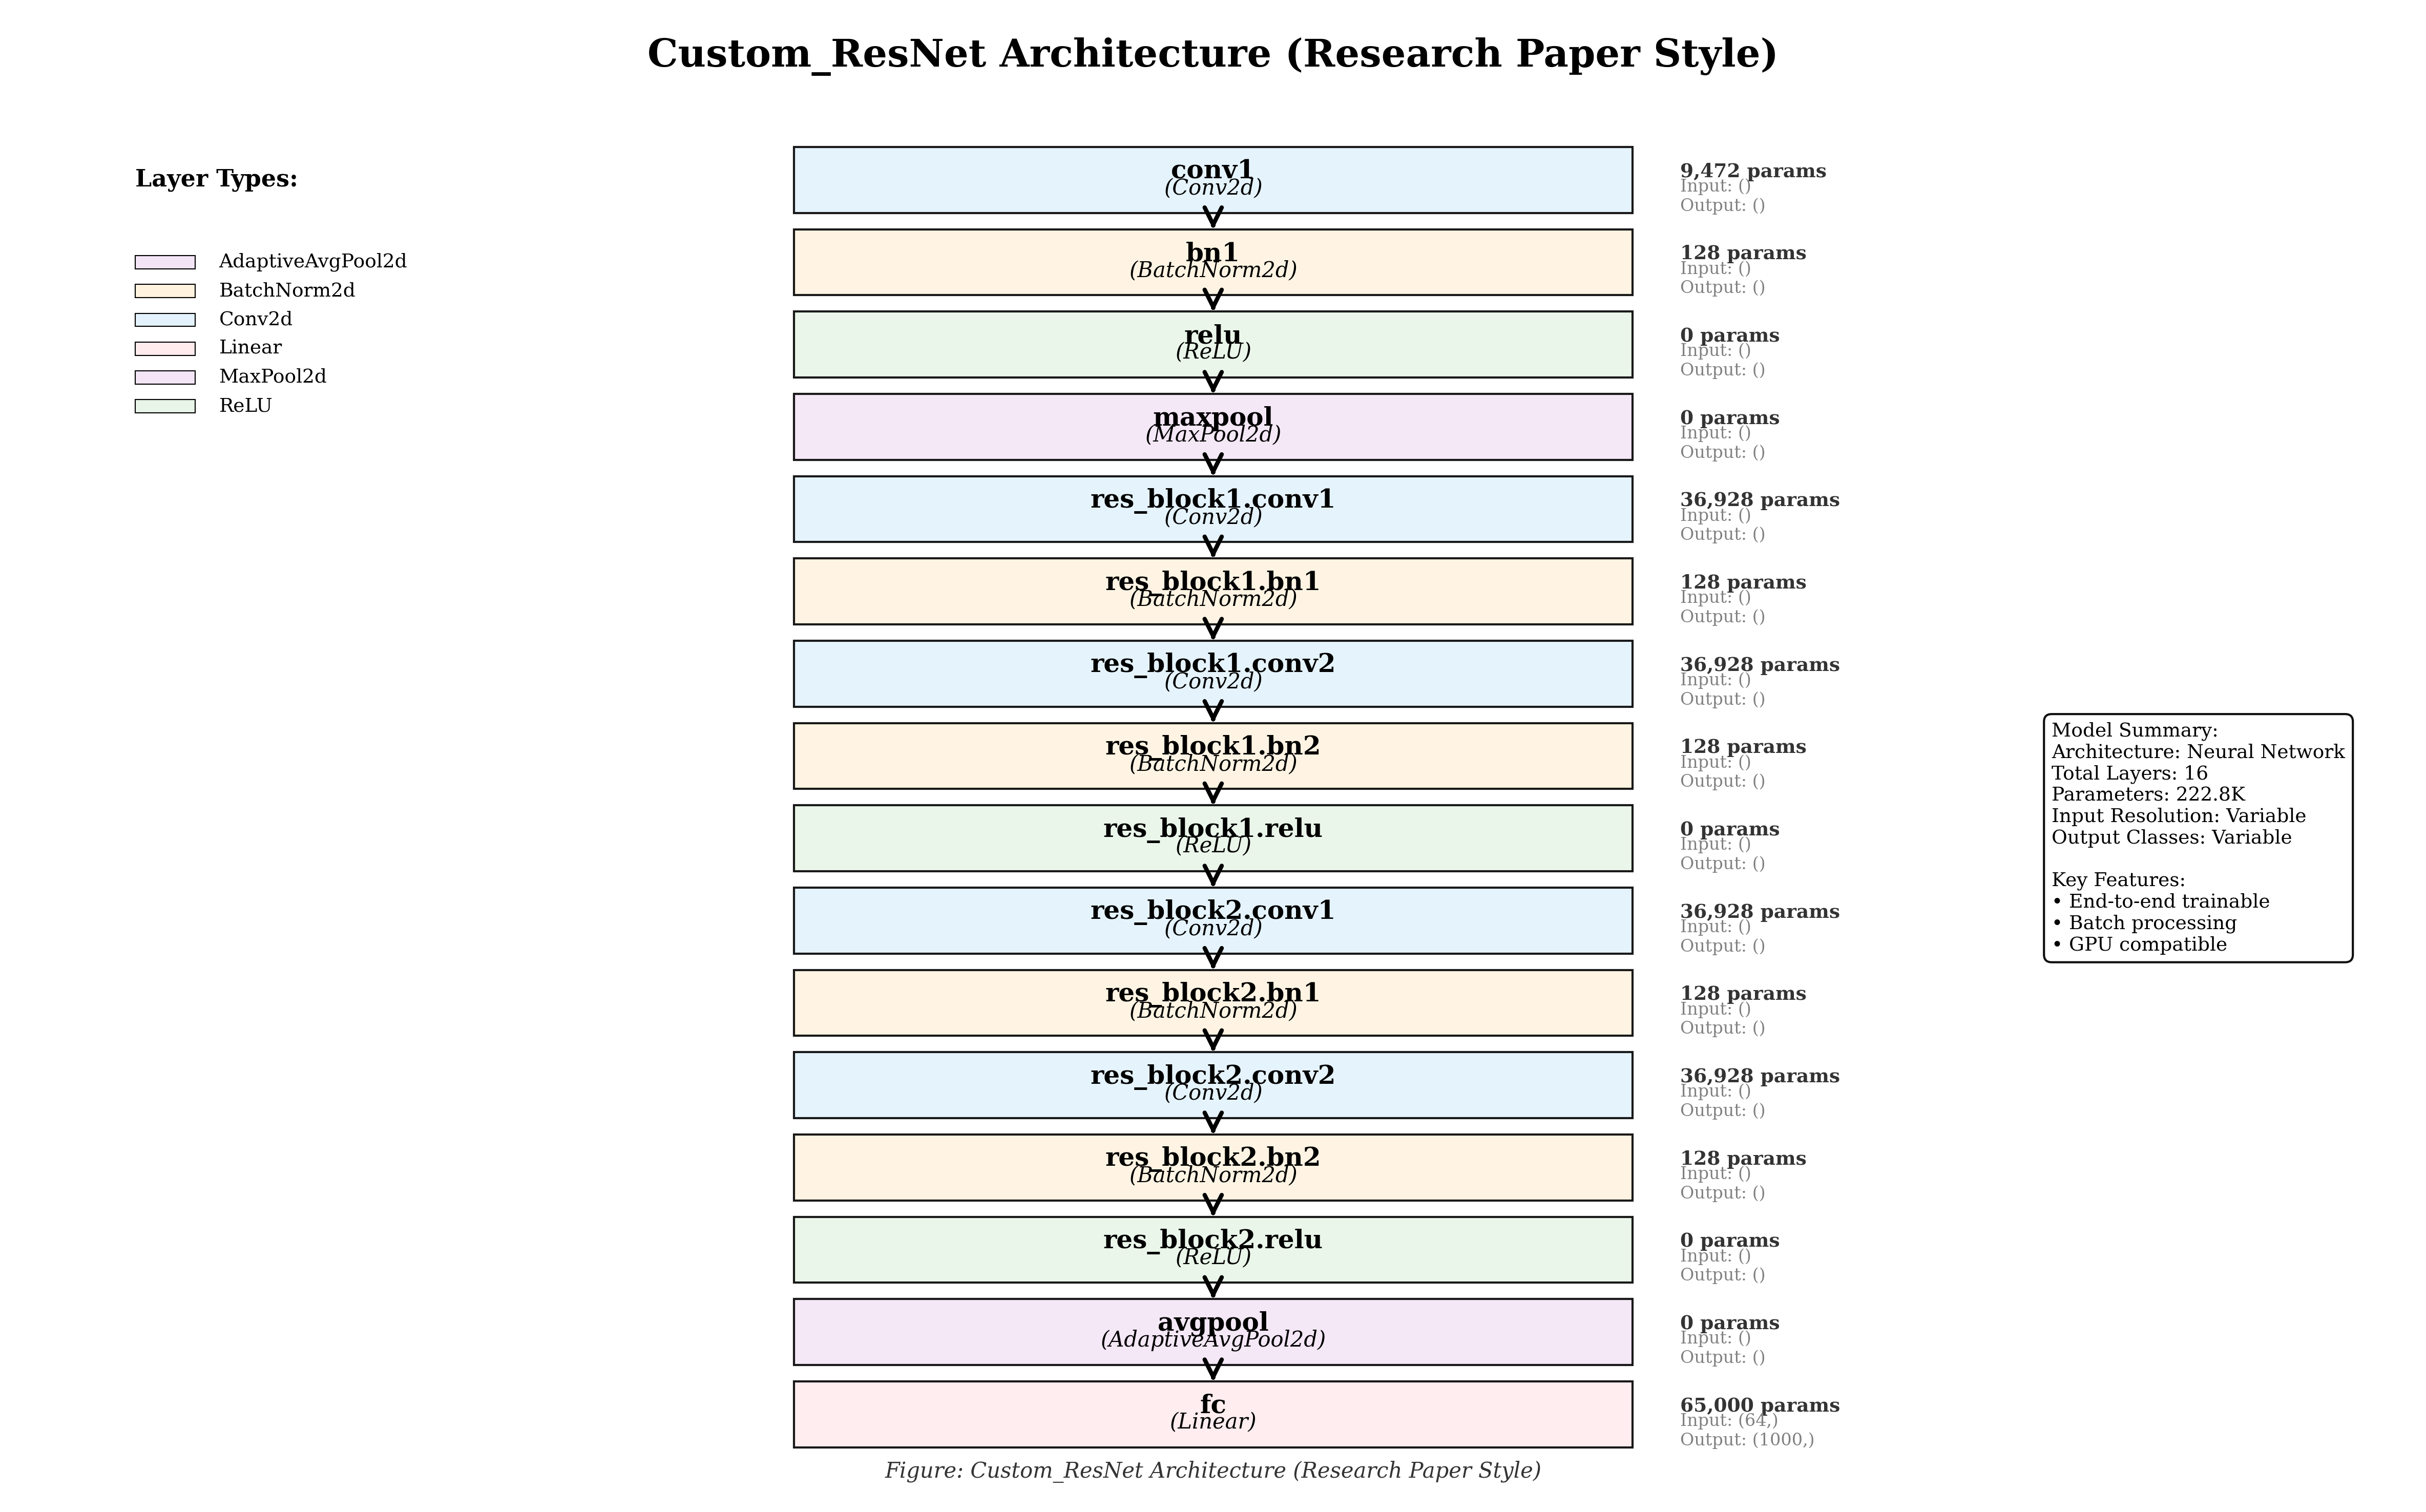 Custom_ResNet Architecture (Research Paper Style)
Layer Types:
AdaptiveAvgPool2d
BatchNorm2d
Conv2d
Linear
MaxPool2d
ReLU
conv1
(Conv2d)
9,472 params
Input: ()
Output: ()
bn1
(BatchNorm2d)
128 params
Input: ()
Output: ()
relu
(ReLU)
0 params
Input: ()
Output: ()
maxpool
(MaxPool2d)
0 params
Input: ()
Output: ()
res_block1.conv1
(Conv2d)
36,928 params
Input: ()
Output: ()
res_block1.bn1
(BatchNorm2d)
128 params
Input: ()
Output: ()
res_block1.conv2
(Conv2d)
36,928 params
Input: ()
Output: ()
res_block1.bn2
(BatchNorm2d)
128 params
Input: ()
Output: ()
res_block1.relu
(ReLU)
0 params
Input: ()
Output: ()
res_block2.conv1
(Conv2d)
36,928 params
Input: ()
Output: ()
res_block2.bn1
(BatchNorm2d)
128 params
Input: ()
Output: ()
res_block2.conv2
(Conv2d)
36,928 params
Input: ()
Output: ()
res_block2.bn2
(BatchNorm2d)
128 params
Input: ()
Output: ()
res_block2.relu
(ReLU)
0 params
Input: ()
Output: ()
avgpool
(AdaptiveAvgPool2d)
0 params
Input: ()
Output: ()
fc
(Linear)
65,000 params
Input: (64,)
Output: (1000,)
Model Summary:
Architecture: Neural Network
Total Layers: 16
Parameters: 222.8K
Input Resolution: Variable
Output Classes: Variable
Key Features:
• End-to-end trainable
• Batch processing
• GPU compatible
Figure: Custom_ResNet Architecture (Research Paper Style)